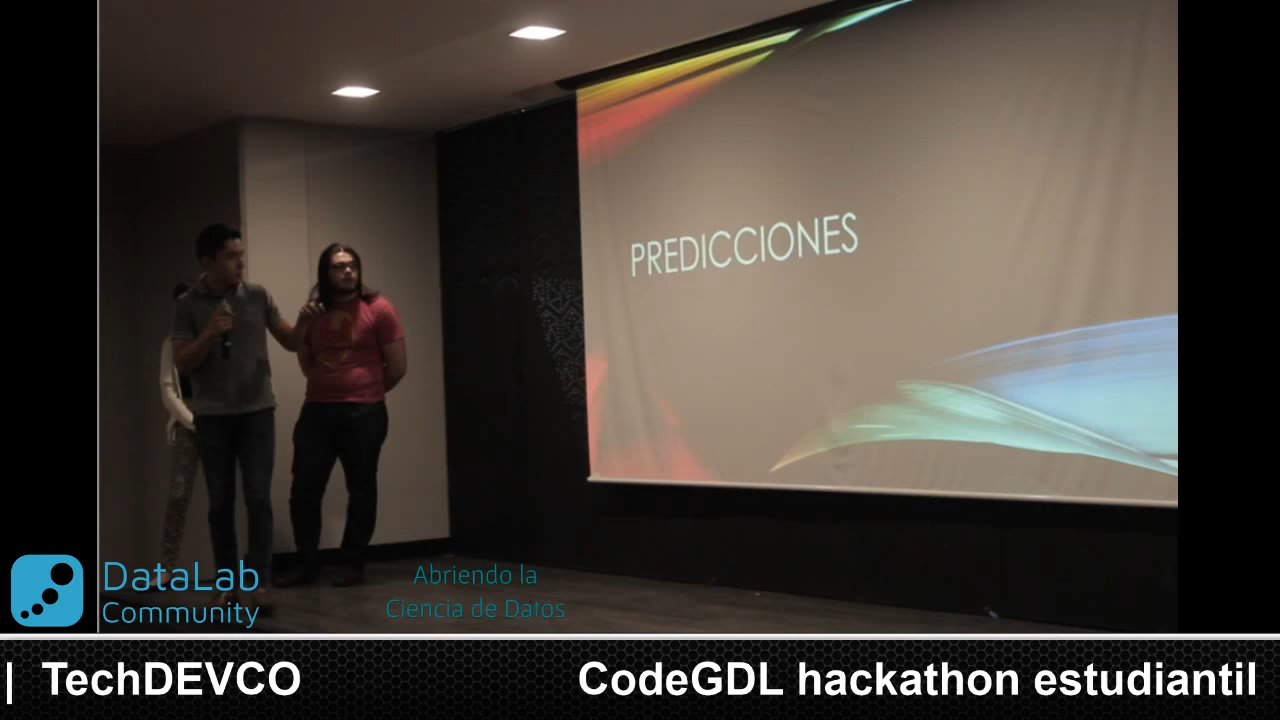 PREDICCIONES
DataLab
Community
Abriendo la
Ciencia de Datos
| TechDEVCO
CodeGDL hackathon estudiantil